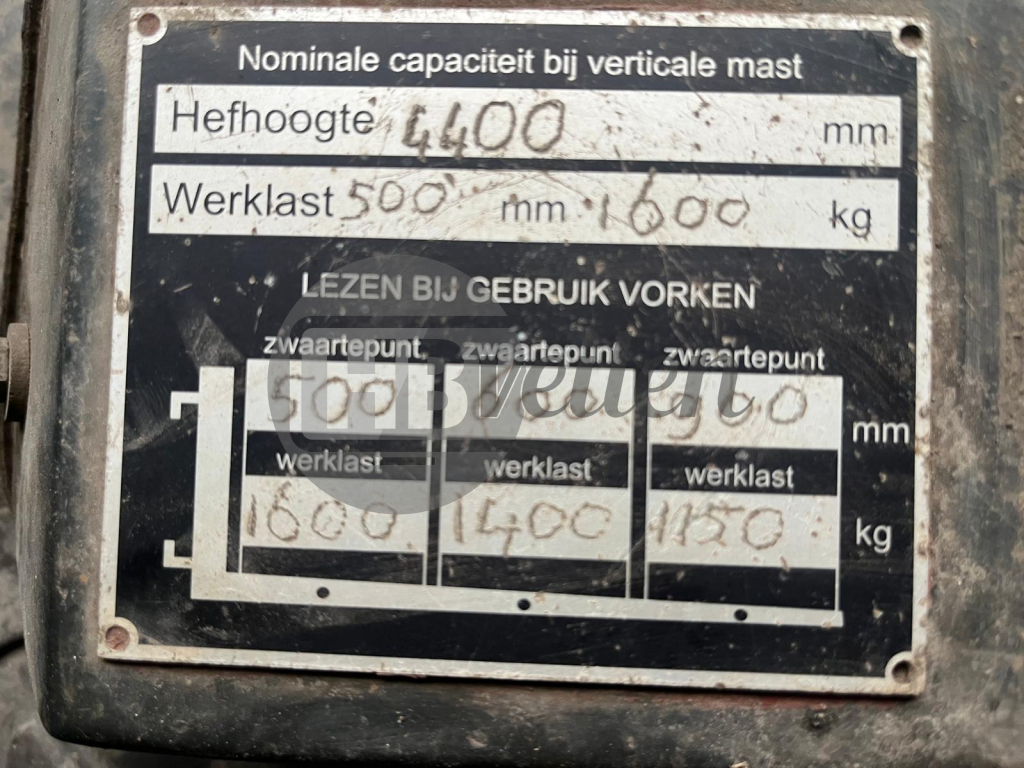 Nominale capaciteit bij verticale mast
Hefhoogte 4400 mm
Werklast 500 mm 1600 kg
LEZEN BIJ GEBRUIK VORKEN
zwaartepunt zwaartepunt zwaartepunt
500 900 mm
werklast werklast werklast
1600 1400 1150 kg